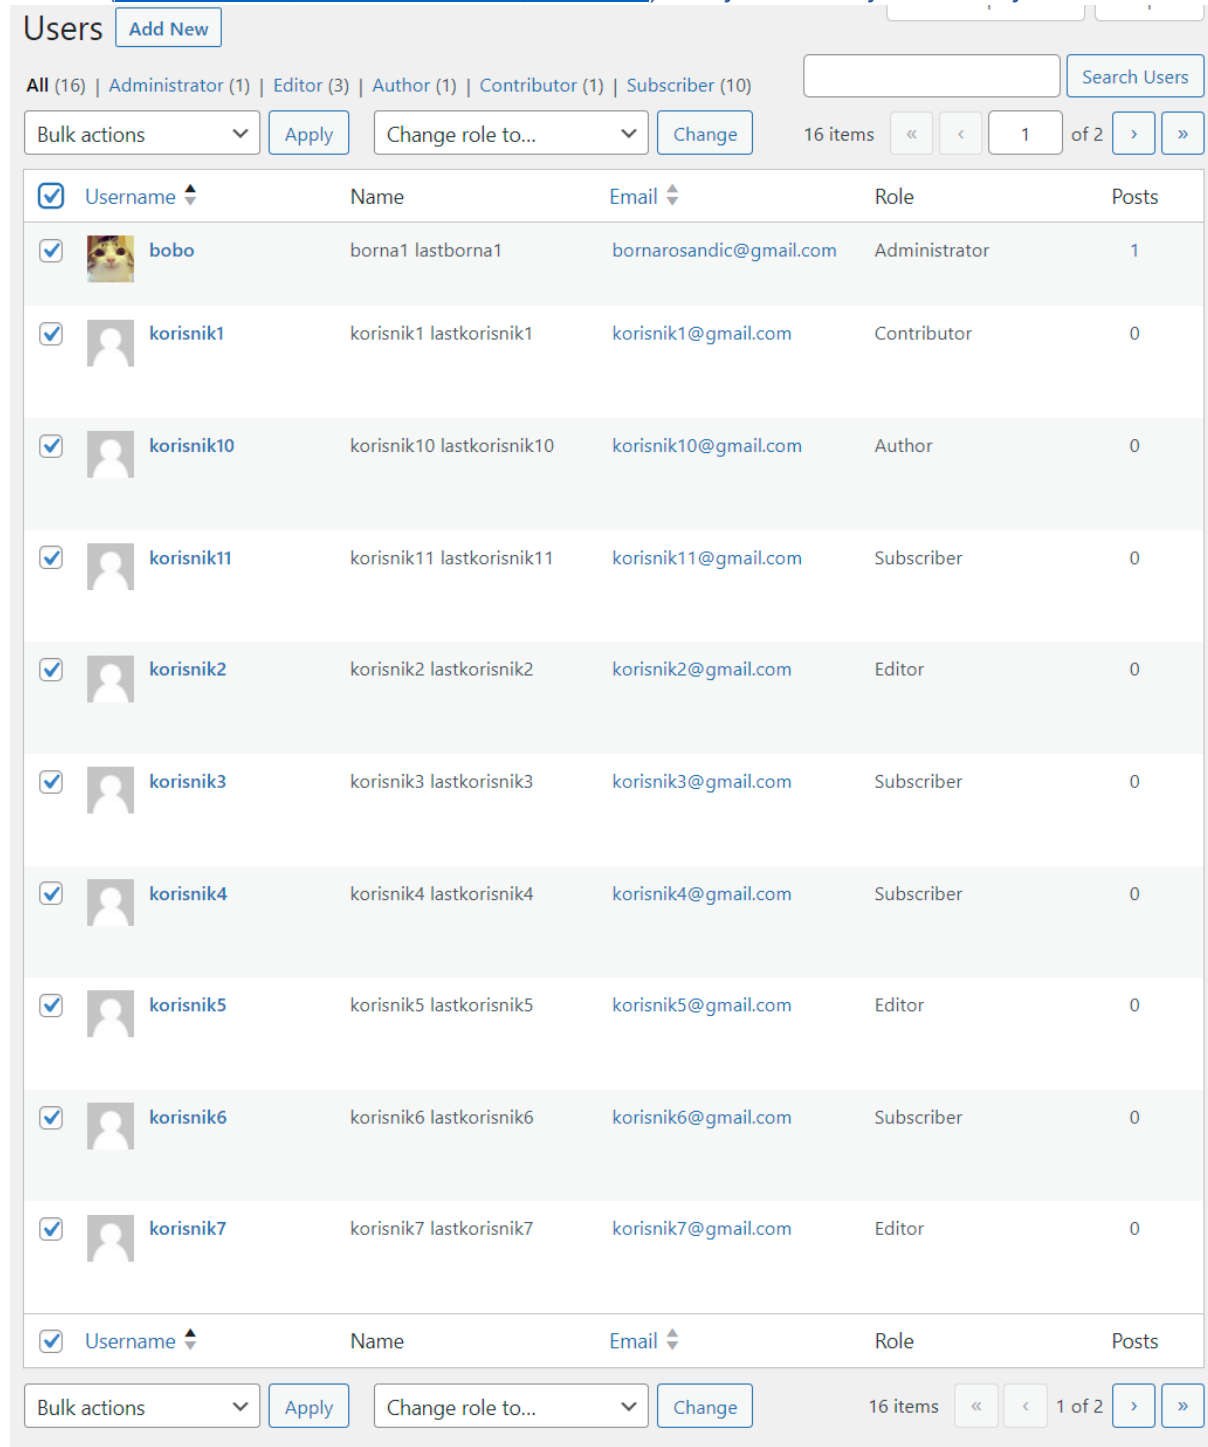 Users Add New
All (16) | Administrator (1) | Editor (3) | Author (1) | Contributor (1) | Subscriber (10)
Search Users
Bulk actions Apply Change role to... Change 16 items « ‹ 1 of 2 › »
Username Name Email Role Posts
bobo borna1 lastborna1 bornarosandic@gmail.com Administrator 1
korisnik1 korisnik1 lastkorisnik1 korisnik1@gmail.com Contributor 0
korisnik10 korisnik10 lastkorisnik10 korisnik10@gmail.com Author 0
korisnik11 korisnik11 lastkorisnik11 korisnik11@gmail.com Subscriber 0
korisnik2 korisnik2 lastkorisnik2 korisnik2@gmail.com Editor 0
korisnik3 korisnik3 lastkorisnik3 korisnik3@gmail.com Subscriber 0
korisnik4 korisnik4 lastkorisnik4 korisnik4@gmail.com Subscriber 0
korisnik5 korisnik5 lastkorisnik5 korisnik5@gmail.com Editor 0
korisnik6 korisnik6 lastkorisnik6 korisnik6@gmail.com Subscriber 0
korisnik7 korisnik7 lastkorisnik7 korisnik7@gmail.com Editor 0
Username Name Email Role Posts
Bulk actions Apply Change role to... Change 16 items « ‹ 1 of 2 › »